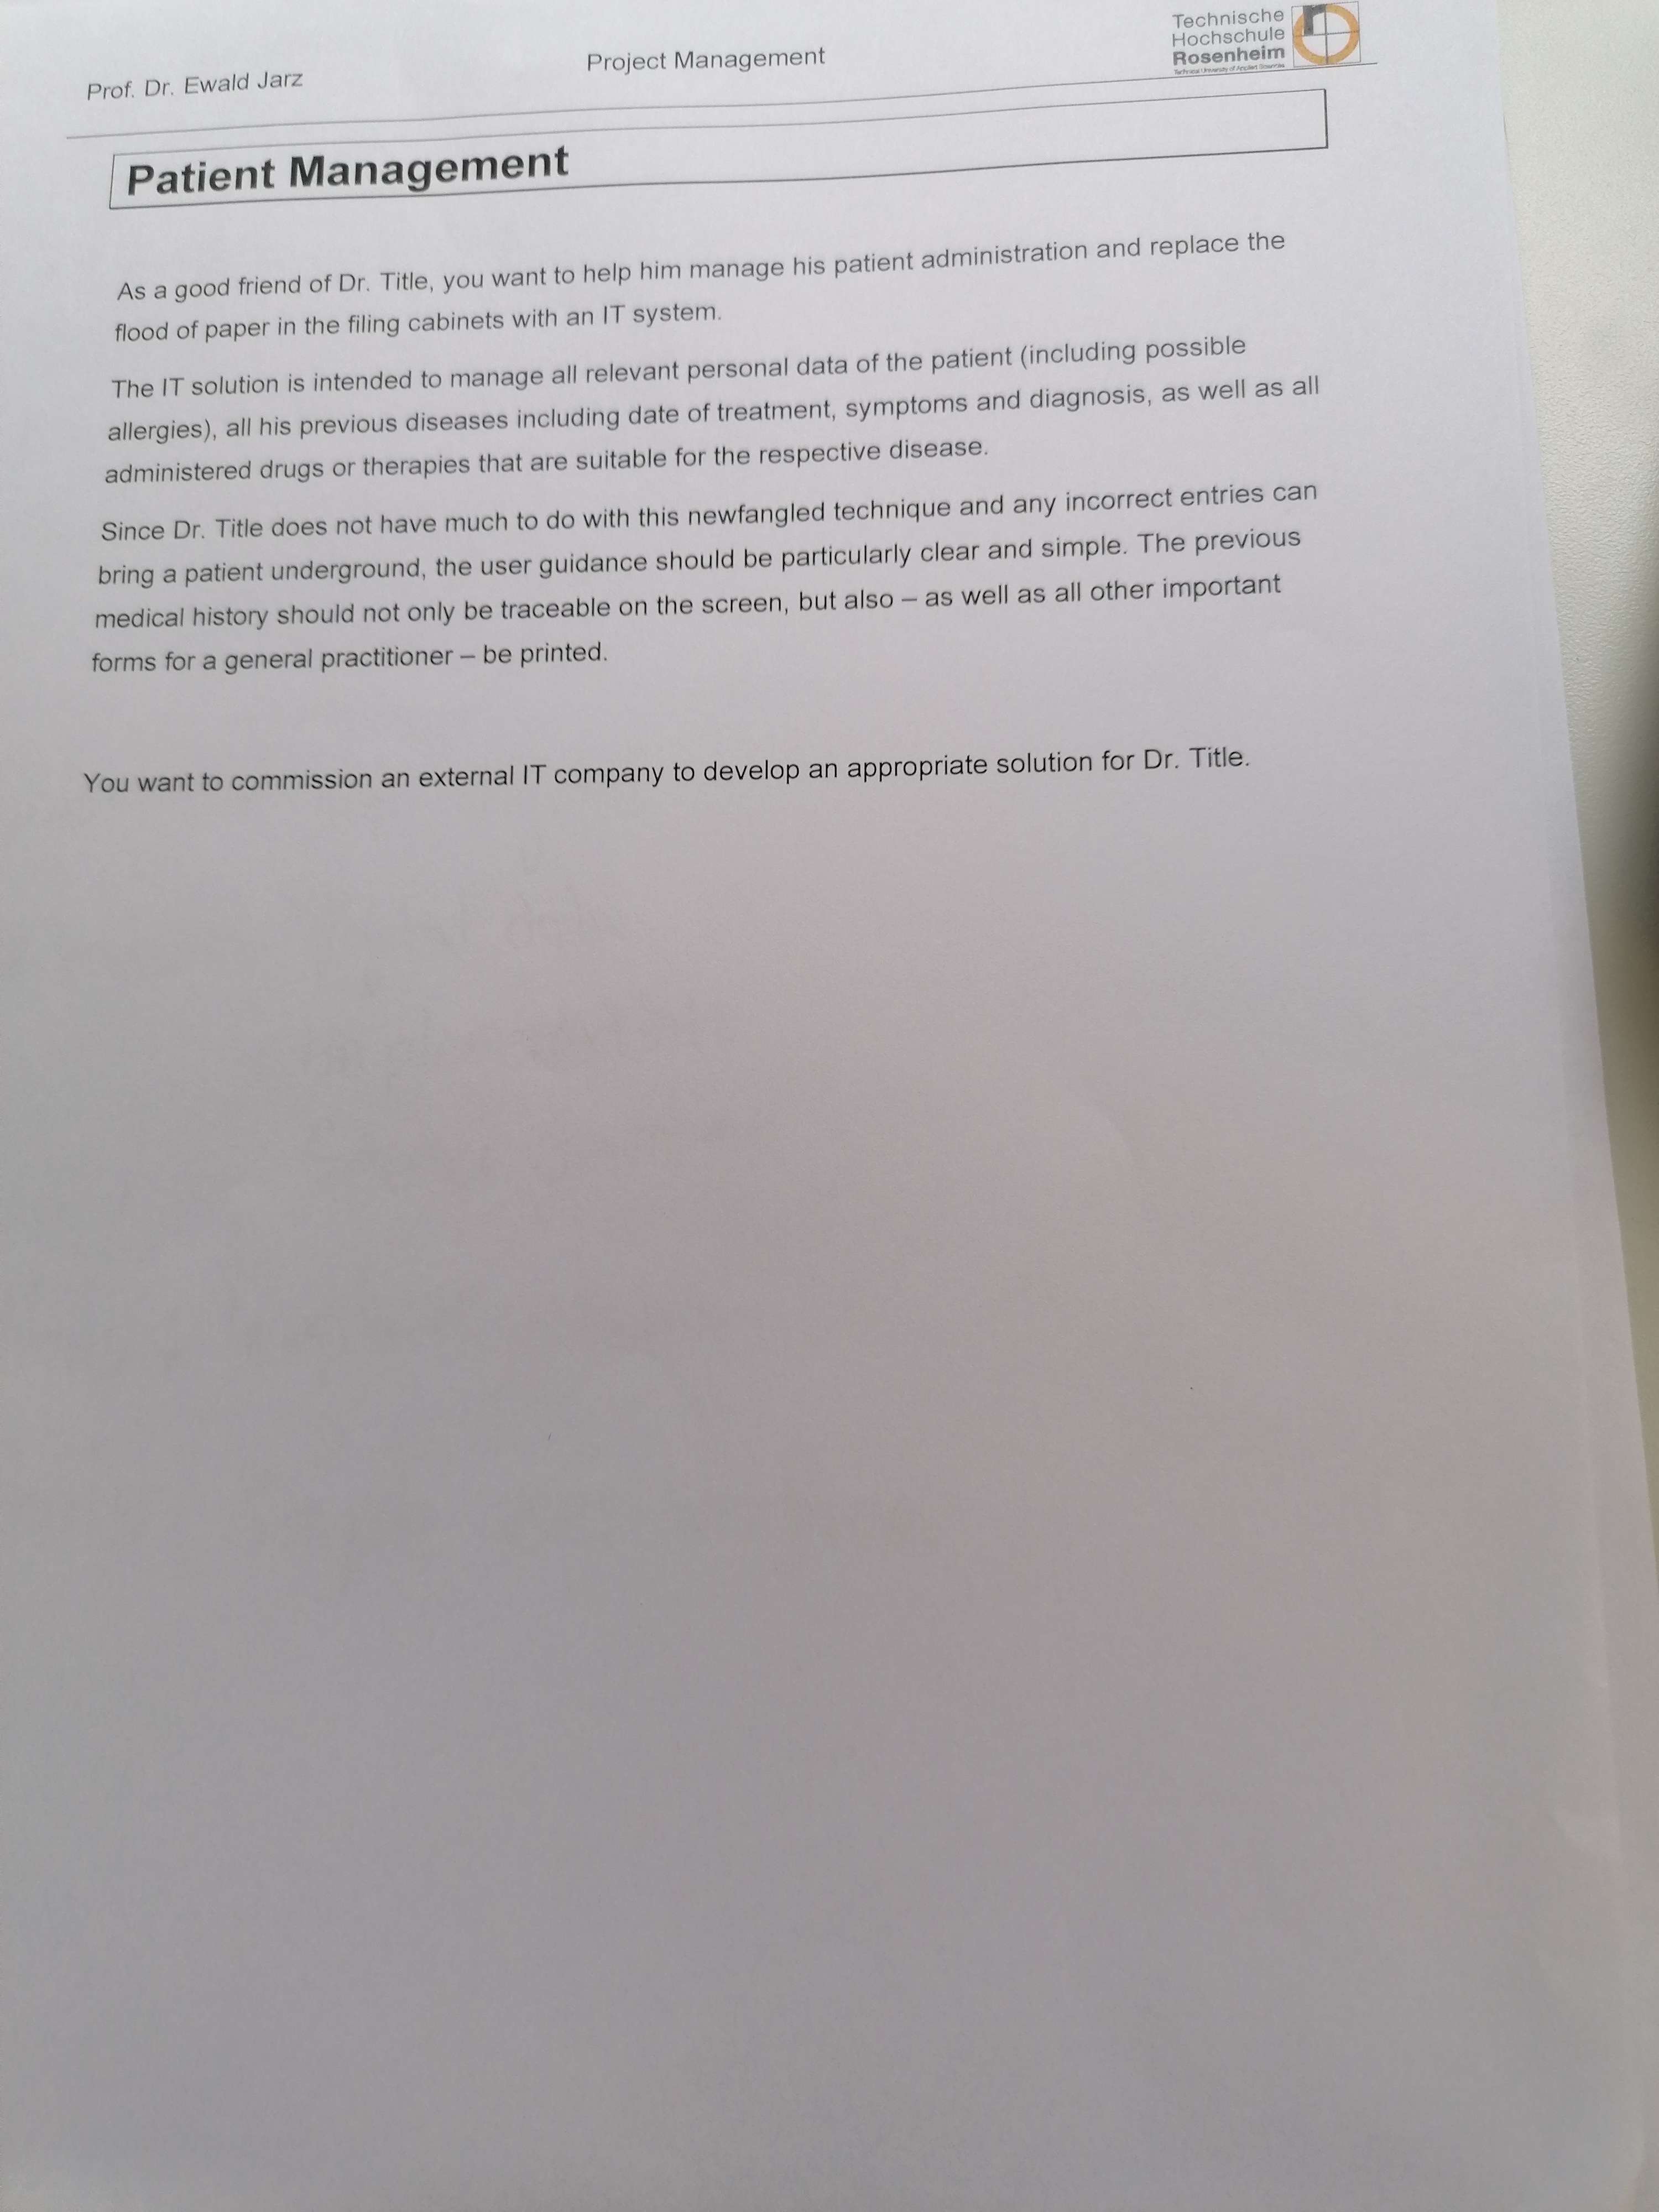 Prof. Dr. Ewald Jarz
Project Management
Technische
Hochschule
Rosenheim
Technical University of Applied Sciences
Patient Management
As a good friend of Dr. Title, you want to help him manage his patient administration and replace the
flood of paper in the filing cabinets with an IT system.
The IT solution is intended to manage all relevant personal data of the patient (including possible
allergies), all his previous diseases including date of treatment, symptoms and diagnosis, as well as all
administered drugs or therapies that are suitable for the respective disease.
Since Dr. Title does not have much to do with this newfangled technique and any incorrect entries can
bring a patient underground, the user guidance should be particularly clear and simple. The previous
medical history should not only be traceable on the screen, but also – as well as all other important
forms for a general practitioner – be printed.
You want to commission an external IT company to develop an appropriate solution for Dr. Title.